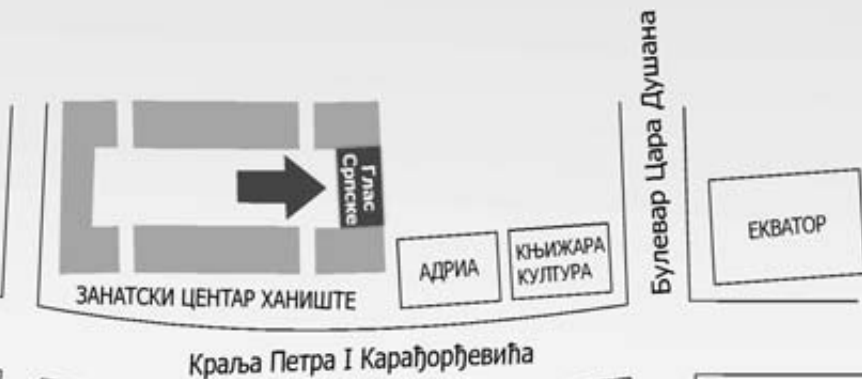 Глас
Српске
АДРИА
КЊИЖАРА
КУЛТУРА
Булевар Цара Душана
ЕКВАТОР
ЗАНАТСКИ ЦЕНТАР ХАНИШТЕ
Краља Петра I Карађорђевића